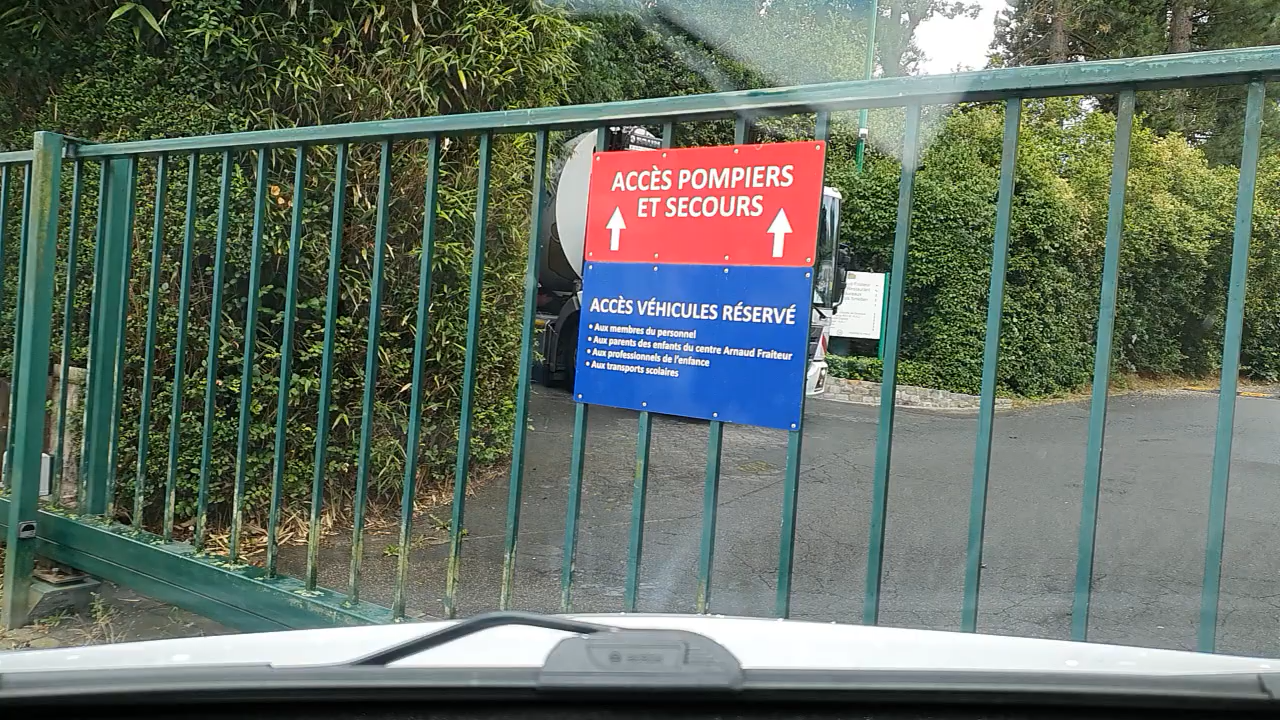 ACCÈS POMPIERS
ET SECOURS
ACCÈS VÉHICULES RÉSERVÉ
• Aux membres du personnel
• Aux parents des enfants du centre Arnaud Fraiteur
• Aux professionnels de l'enfance
• Aux transports scolaires